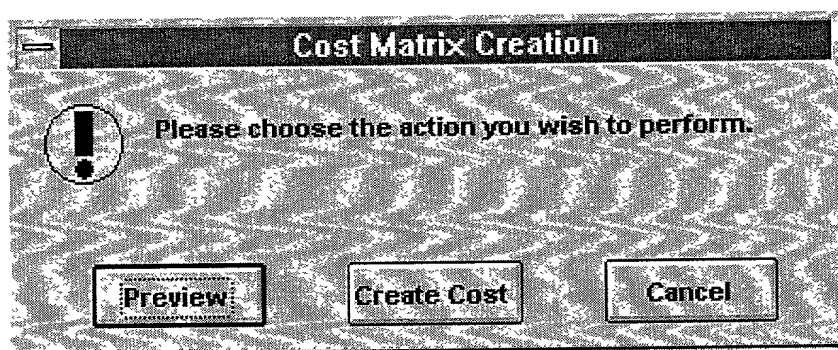 Cost Matrix Creation
Please choose the action you wish to perform.
Preview
Create Cost
Cancel